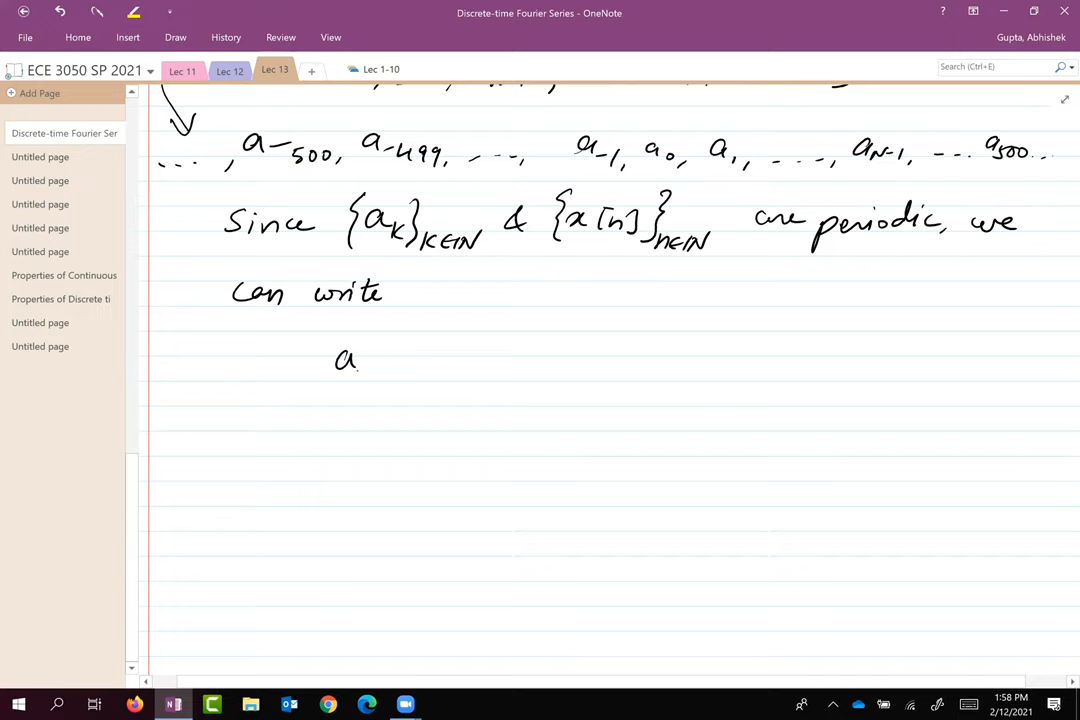 Discrete-time Fourier Series - OneNote
File Home Insert Draw History Review View
Gupta, Abhishek
ECE 3050 SP 2021
Lec 11 Lec 12 Lec 13 Lec 1-10
Search (Ctrl+E)
Add Page
Discrete-time Fourier Ser
Untitled page
Untitled page
Untitled page
Untitled page
Untitled page
Properties of Continuous
Properties of Discrete ti
Untitled page
Untitled page
..., a-500, a-499, ..., a-1, a0, a1, ..., aN-1, ... a500...
Since {aK}K∈IN & {x[n]}n∈IN are periodic, we
can write
a
1:58 PM
2/12/2021